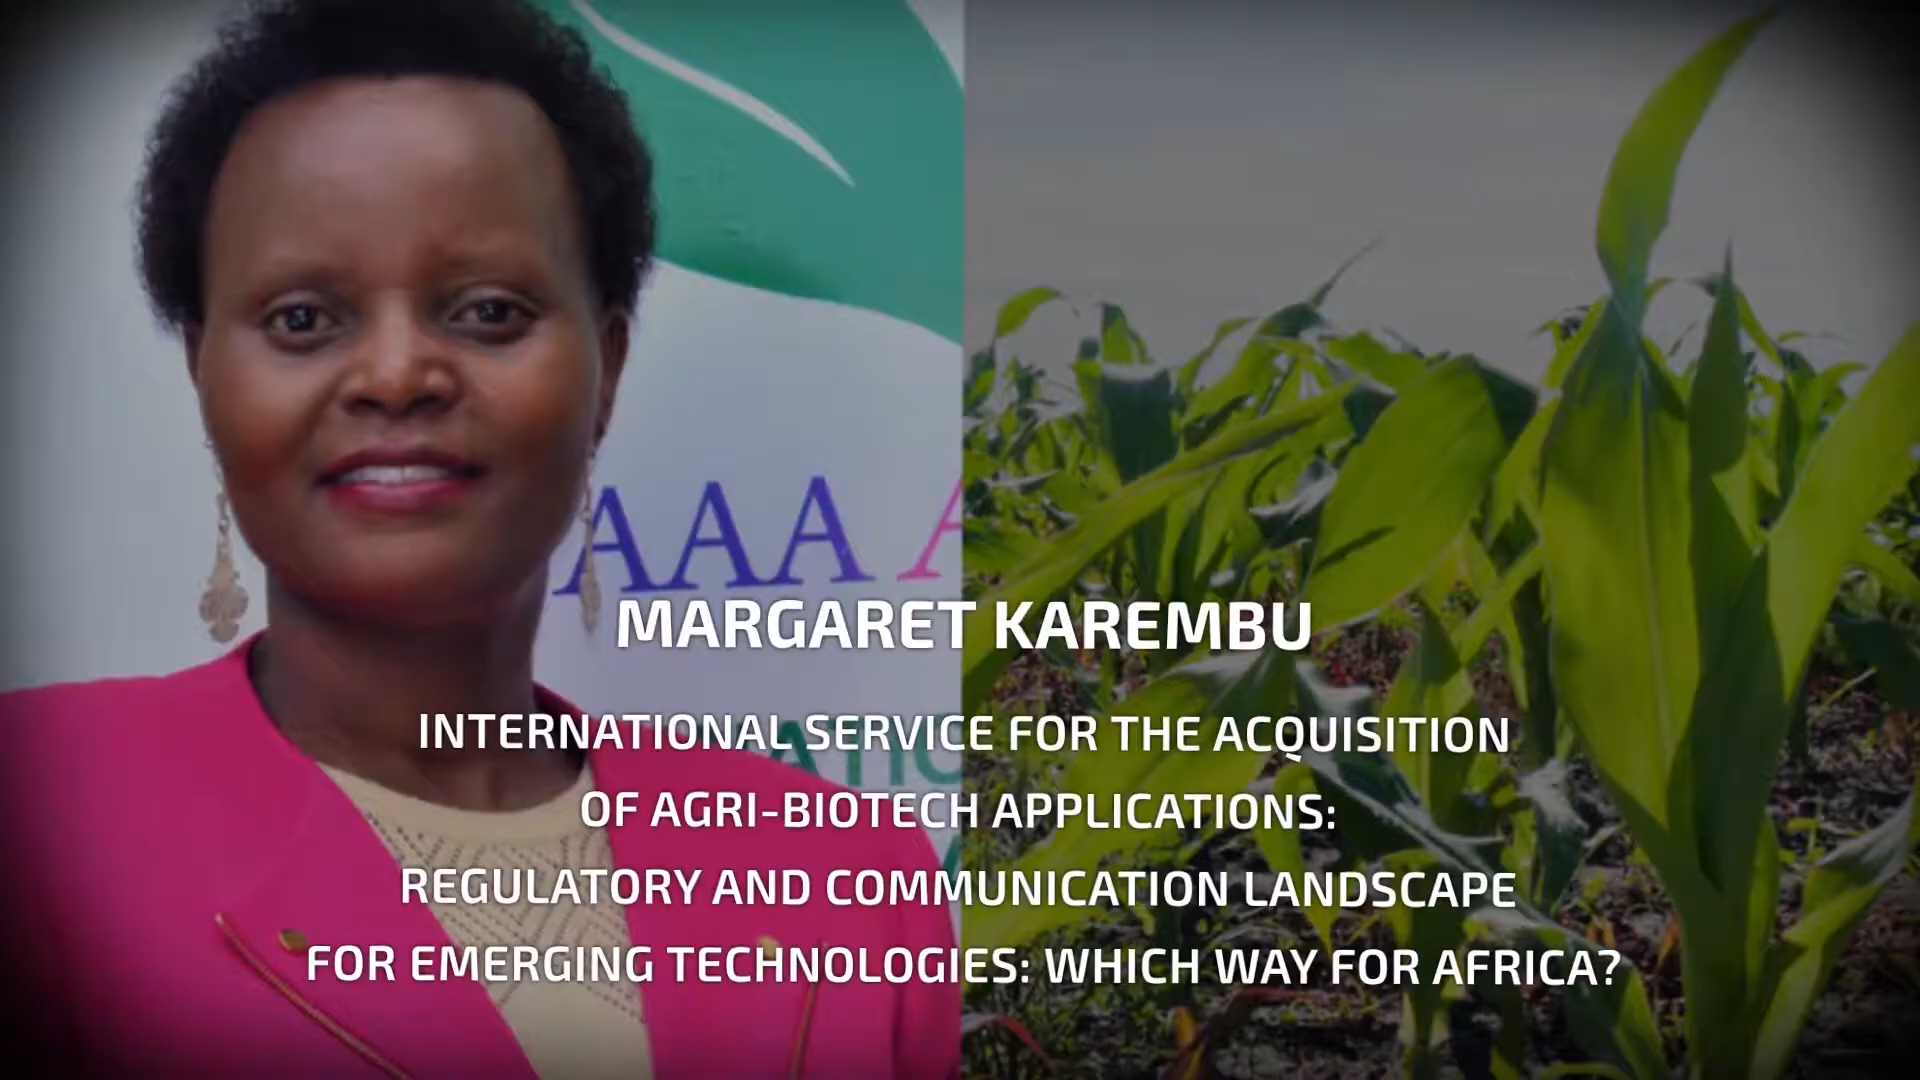 AAA A
MARGARET KAREMBU
INTERNATIONAL SERVICE FOR THE ACQUISITION
OF AGRI-BIOTECH APPLICATIONS:
REGULATORY AND COMMUNICATION LANDSCAPE
FOR EMERGING TECHNOLOGIES: WHICH WAY FOR AFRICA?